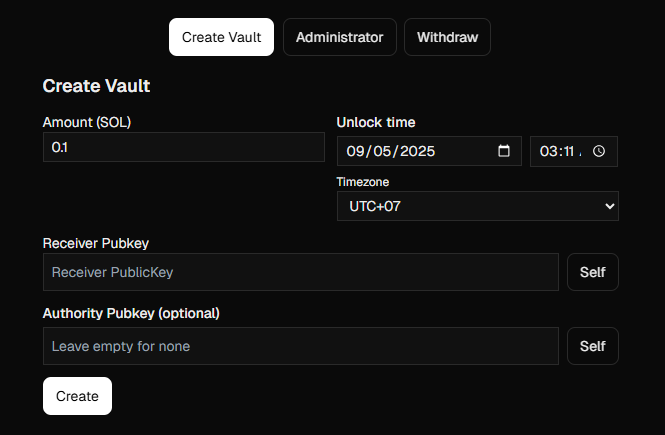 Create Vault Administrator Withdraw
Create Vault
Amount (SOL) Unlock time
0.1 09/05/2025 03:11
Timezone
UTC+07
Receiver Pubkey
Receiver PublicKey Self
Authority Pubkey (optional)
Leave empty for none Self
Create